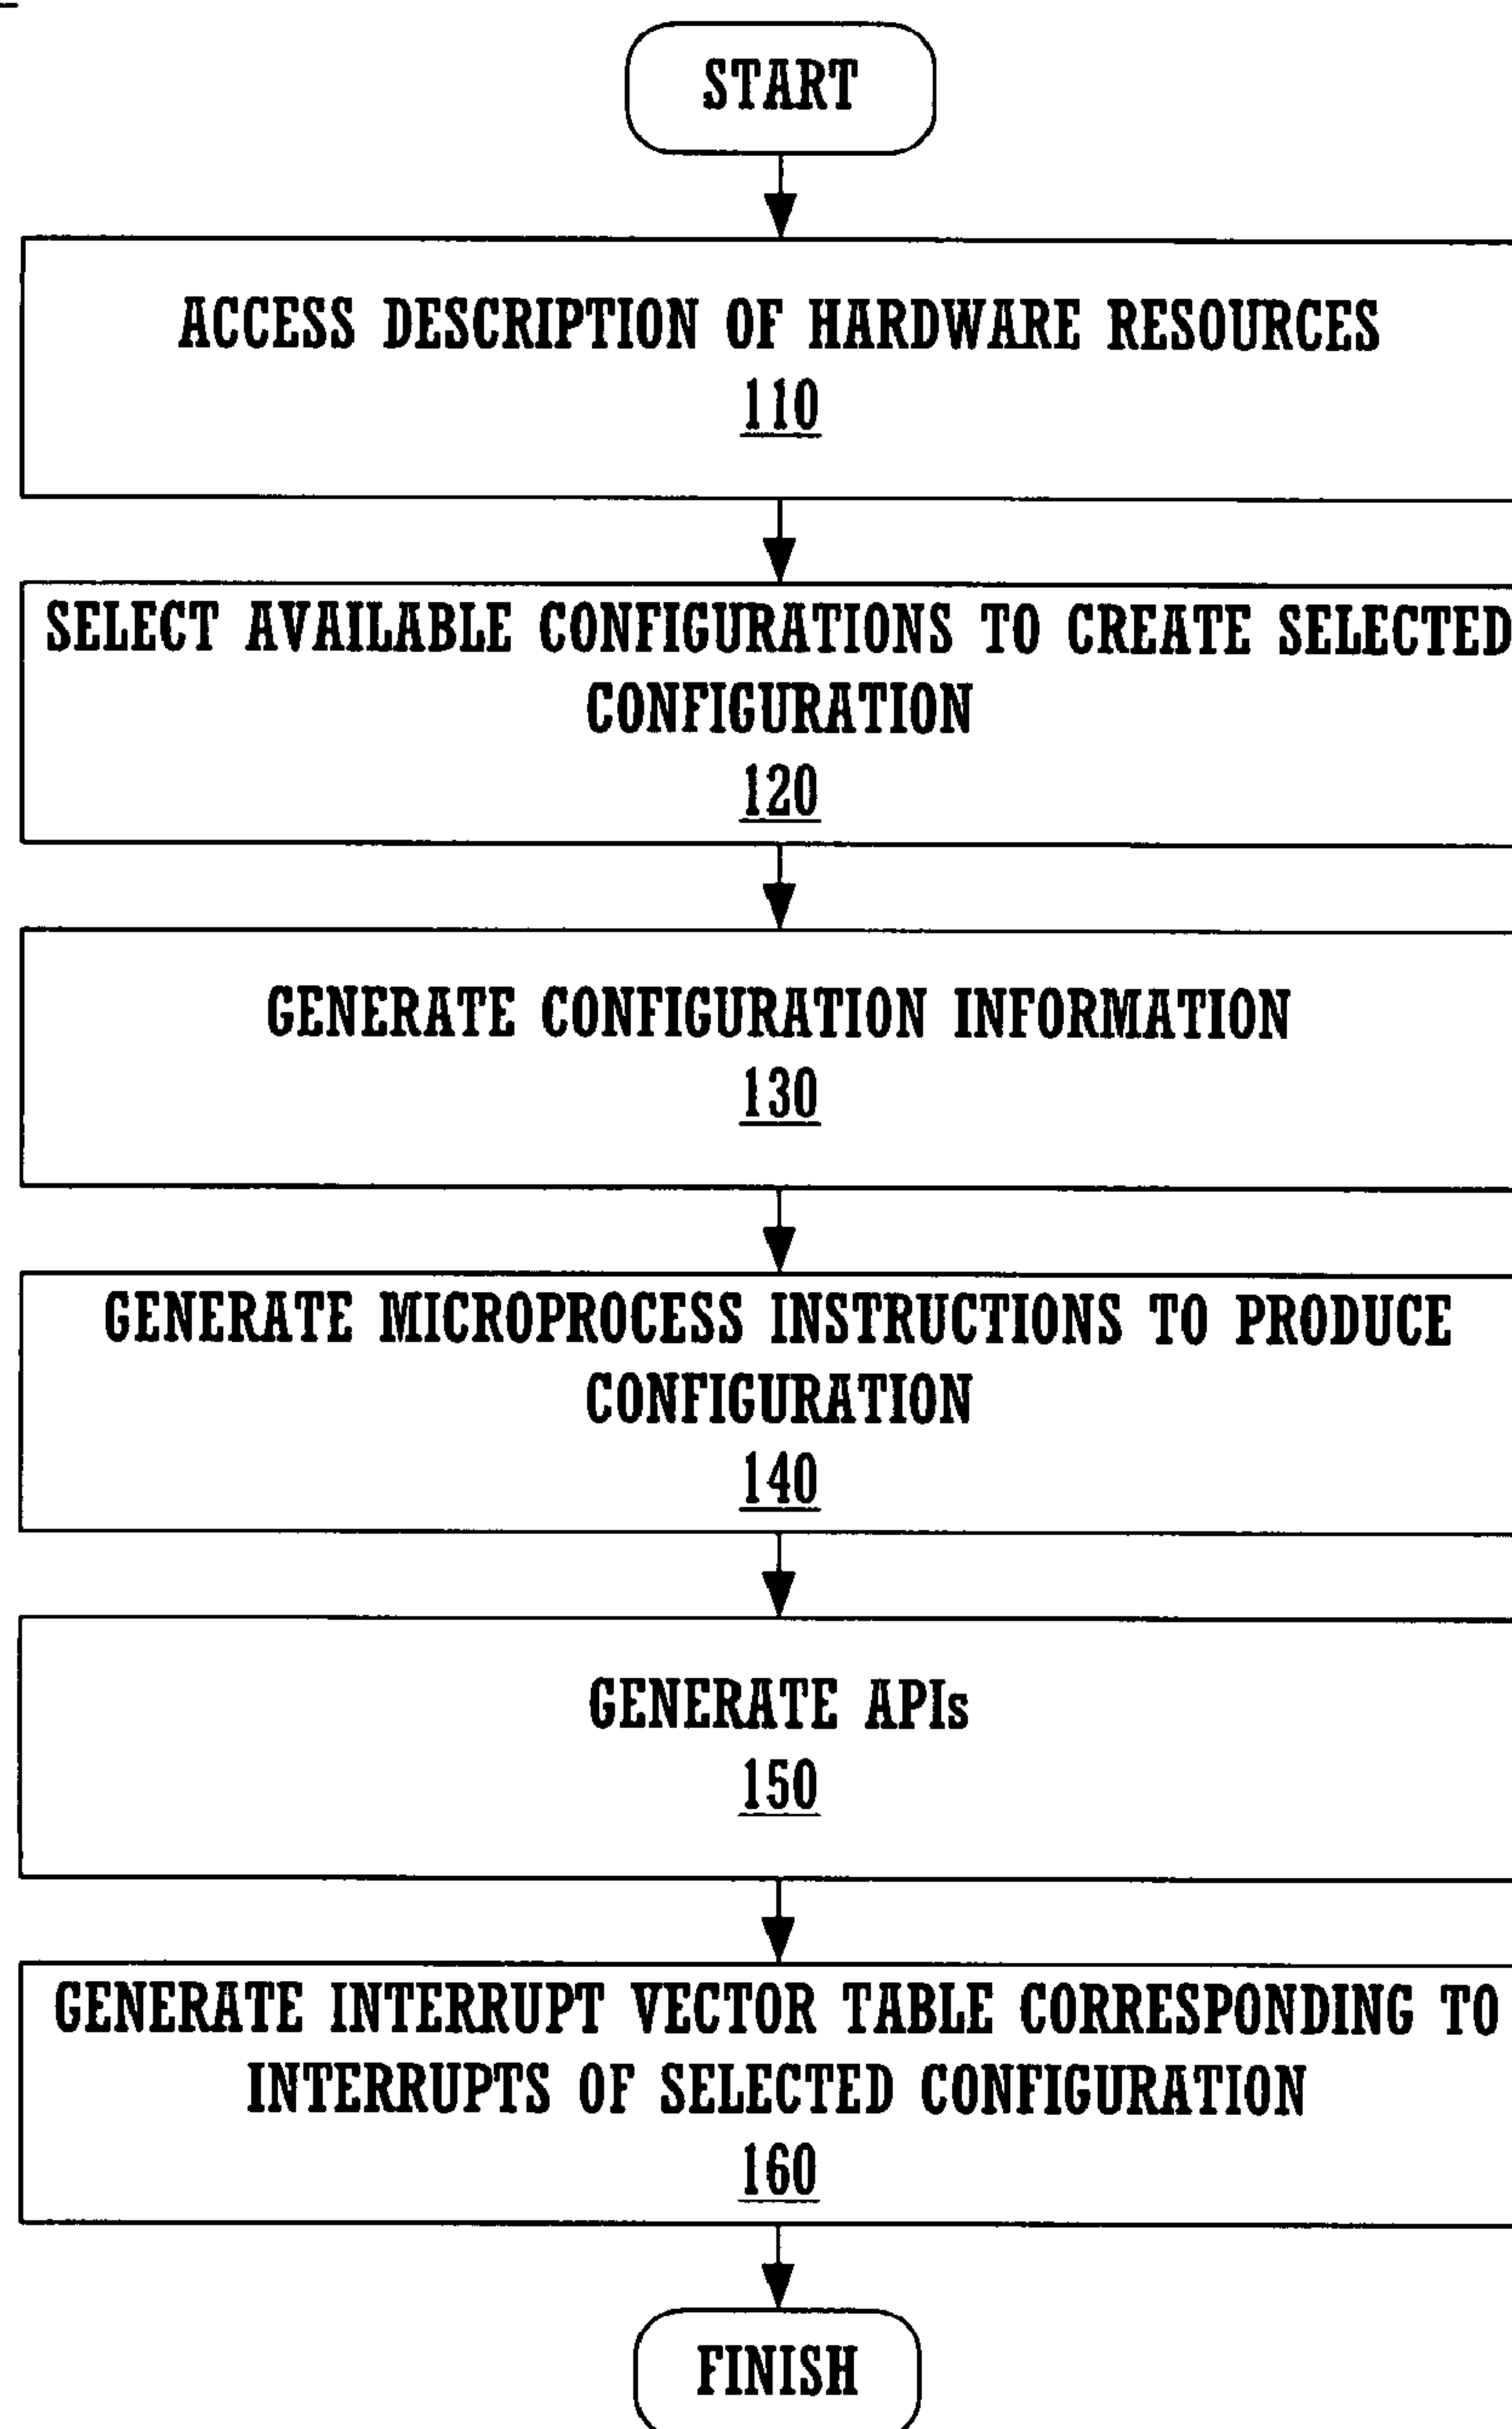 START
ACCESS DESCRIPTION OF HARDWARE RESOURCES
110
SELECT AVAILABLE CONFIGURATIONS TO CREATE SELECTED
CONFIGURATION
120
GENERATE CONFIGURATION INFORMATION
130
GENERATE MICROPROCESS INSTRUCTIONS TO PRODUCE
CONFIGURATION
140
GENERATE APIs
150
GENERATE INTERRUPT VECTOR TABLE CORRESPONDING TO
INTERRUPTS OF SELECTED CONFIGURATION
160
FINISH